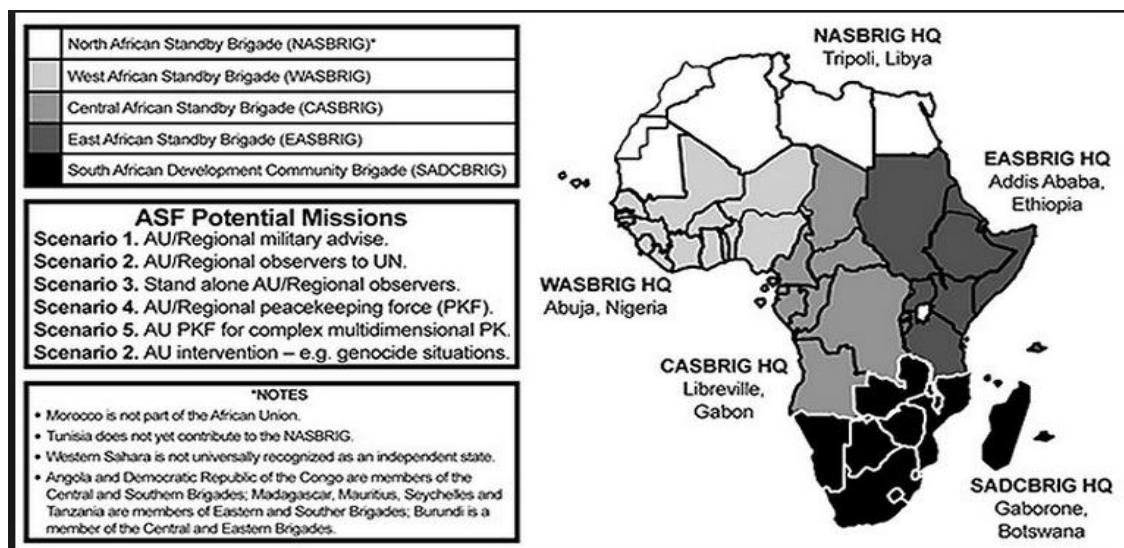 North African Standby Brigade (NASBRIG)*
West African Standby Brigade (WASBRIG)
Central African Standby Brigade (CASBRIG)
East African Standby Brigade (EASBRIG)
South African Development Community Brigade (SADCBRIG)
ASF Potential Missions
Scenario 1. AU/Regional military advise.
Scenario 2. AU/Regional observers to UN.
Scenario 3. Stand alone AU/Regional observers.
Scenario 4. AU/Regional peacekeeping force (PKF).
Scenario 5. AU PKF for complex multidimensional PK.
Scenario 2. AU intervention – e.g. genocide situations.
*NOTES
• Morocco is not part of the African Union.
• Tunisia does not yet contribute to the NASBRIG.
• Western Sahara is not universally recognized as an independent state.
• Angola and Democratic Republic of the Congo are members of the
Central and Southern Brigades; Madagascar, Mauritius, Seychelles and
Tanzania are members of Eastern and Souther Brigades; Burundi is a
member of the Central and Eastern Brigades.
NASBRIG HQ
Tripoli, Libya
EASBRIG HQ
Addis Ababa,
Ethiopia
WASBRIG HQ
Abuja, Nigeria
CASBRIG HQ
Libreville,
Gabon
SADCBRIG HQ
Gaborone,
Botswana